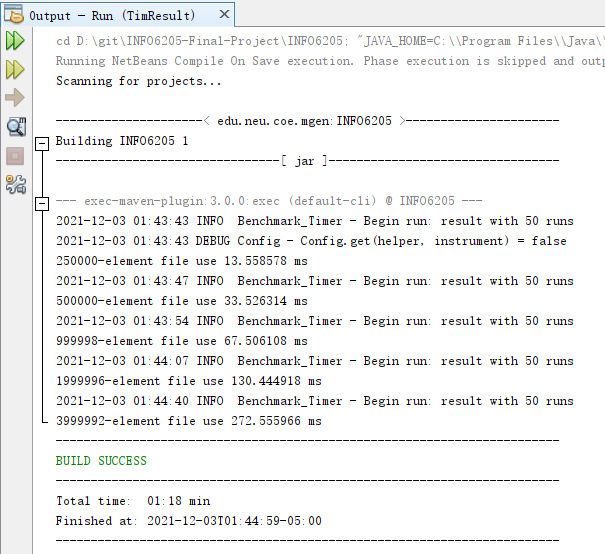 Output - Run (TimResult)
cd D:\git\INFO6205-Final-Project\INFO6205; "JAVA_HOME=C:\\Program Files\\Java\
Running NetBeans Compile On Save execution. Phase execution is skipped and outp
Scanning for projects...
---------------------< edu.neu.coe.mgen:INFO6205 >----------------------
Building INFO6205 1
--------------------------------[ jar ]---------------------------------
--- exec-maven-plugin:3.0.0:exec (default-cli) @ INFO6205 ---
2021-12-03 01:43:43 INFO  Benchmark_Timer - Begin run: result with 50 runs
2021-12-03 01:43:43 DEBUG Config - Config.get(helper, instrument) = false
250000-element file use 13.558578 ms
2021-12-03 01:43:47 INFO  Benchmark_Timer - Begin run: result with 50 runs
500000-element file use 33.526314 ms
2021-12-03 01:43:54 INFO  Benchmark_Timer - Begin run: result with 50 runs
999998-element file use 67.506108 ms
2021-12-03 01:44:07 INFO  Benchmark_Timer - Begin run: result with 50 runs
1999996-element file use 130.444918 ms
2021-12-03 01:44:40 INFO  Benchmark_Timer - Begin run: result with 50 runs
3999992-element file use 272.555966 ms
------------------------------------------------------------------------
BUILD SUCCESS
------------------------------------------------------------------------
Total time:  01:18 min
Finished at: 2021-12-03T01:44:59-05:00
------------------------------------------------------------------------